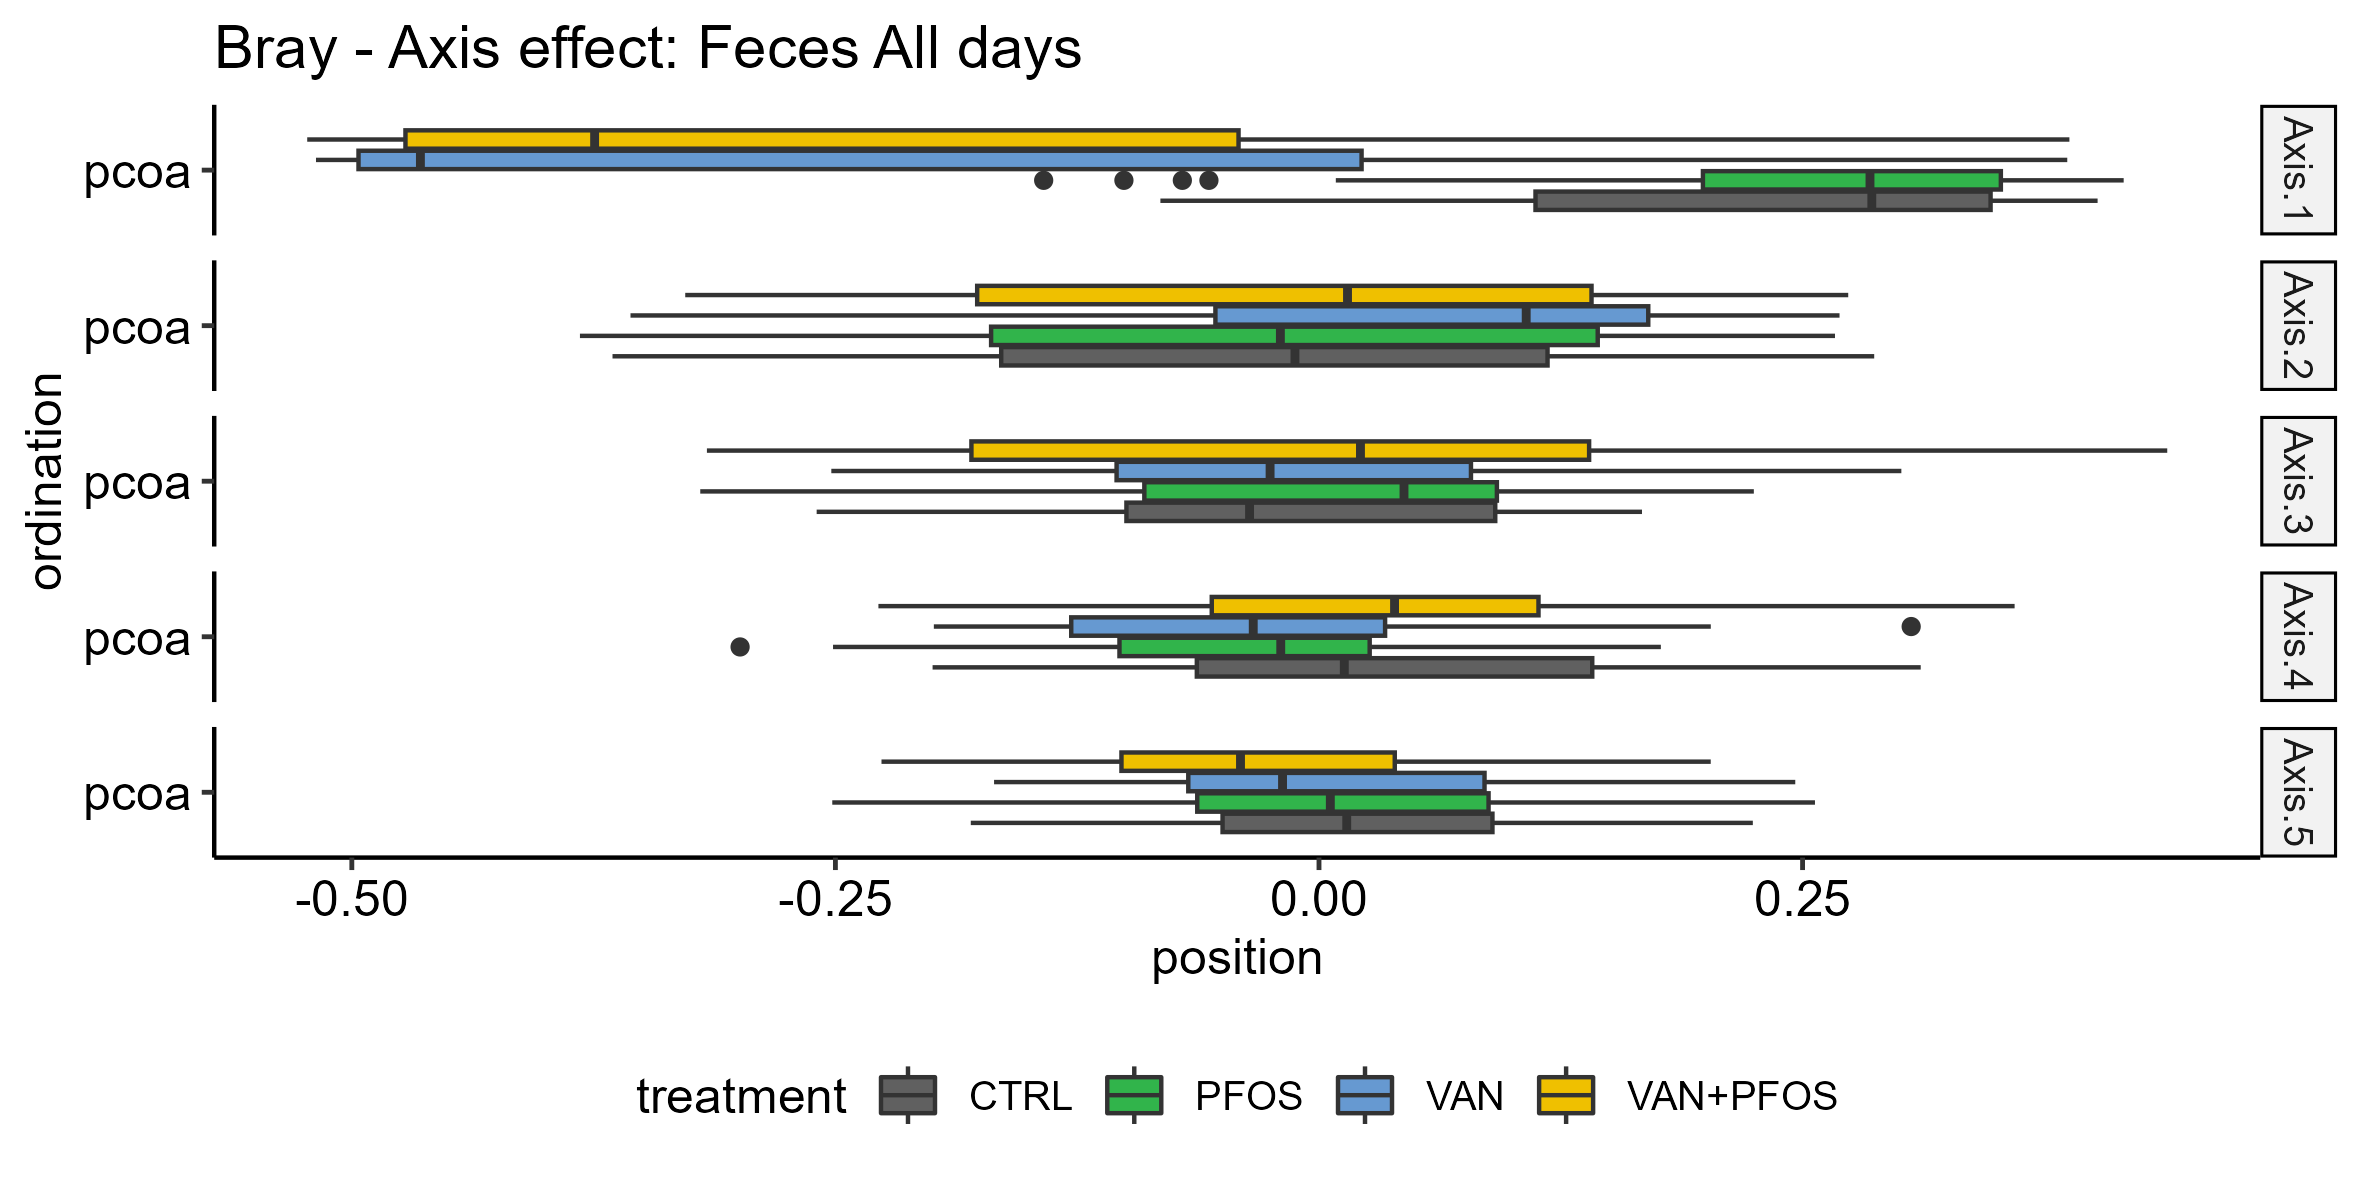 Bray - Axis effect: Feces All days
ordination
pcoa
Axis.1
pcoa
Axis.2
pcoa
Axis.3
pcoa
Axis.4
pcoa
Axis.5
-0.50 -0.25 0.00 0.25
position
treatment CTRL PFOS VAN VAN+PFOS